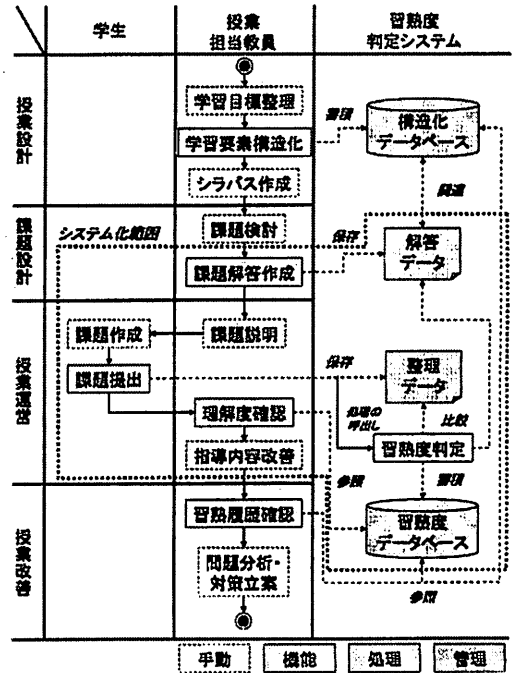 学生
授業
担当教員
習熟度
判定システム
授業設計
学習目標整理
学習要素構造化
シラバス作成
蓄積
構造化
データベース
関連
課題設計
システム化範囲
課題検討
課題解答作成
保存
解答
データ
授業運営
課題作成
課題説明
課題提出
保存
整理
データ
理解度確認
処理の
呼出し
比較
習熟度判定
指導内容改善
参照
蓄積
授業改善
習熟履歴確認
習熟度
データベース
問題分析・
対策立案
参照
手動
機能
処理
管理